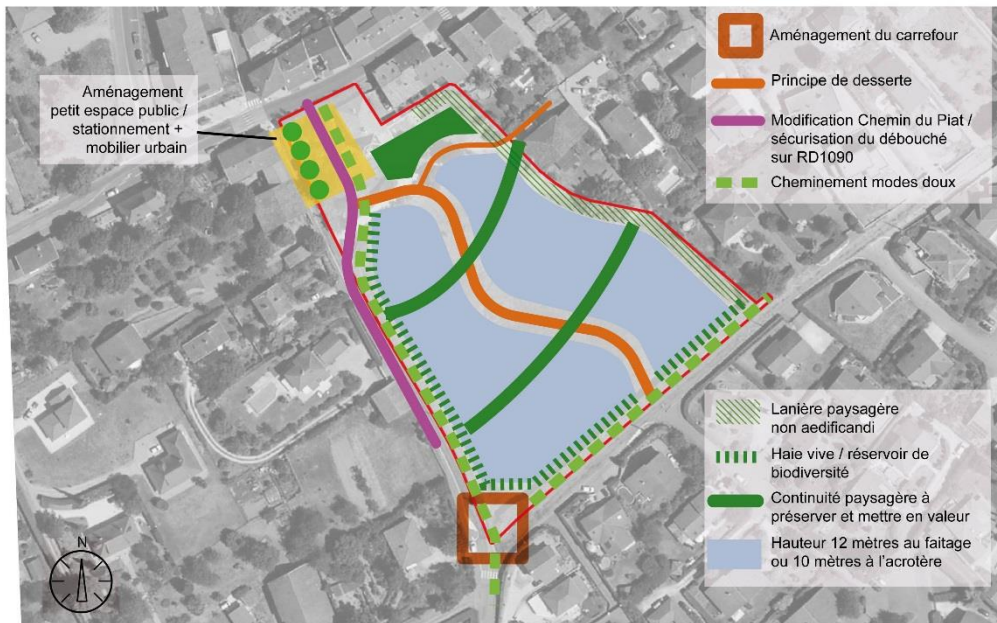 Aménagement
petit espace public /
stationnement +
mobilier urbain
Aménagement du carrefour
Principe de desserte
Modification Chemin du Piat /
sécurisation du débouché
sur RD1090
Cheminement modes doux
Lanière paysagère
non aedificandi
Haie vive / réservoir de
biodiversité
Continuité paysagère à
préserver et mettre en valeur
Hauteur 12 mètres au faitage
ou 10 mètres à l'acrotère
N